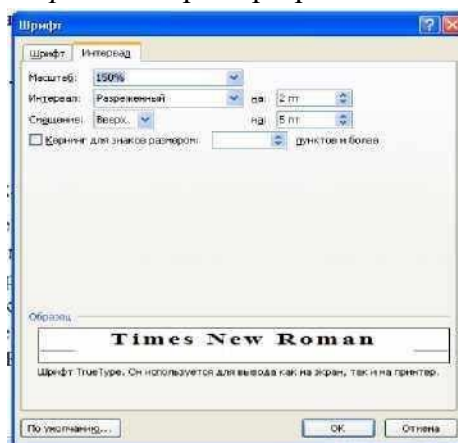 Шрифт
Шрифт Интервал
Масштаб: 150%
Интервал: Разреженный на: 2 пт
Смещение: Вверх на: 5 пт
Кернинг для знаков размером: пунктов и более
Образец
Times New Roman
Шрифт TrueType. Он используется для вывода как на экран, так и на принтер.
По умолчанию... ОК Отмена